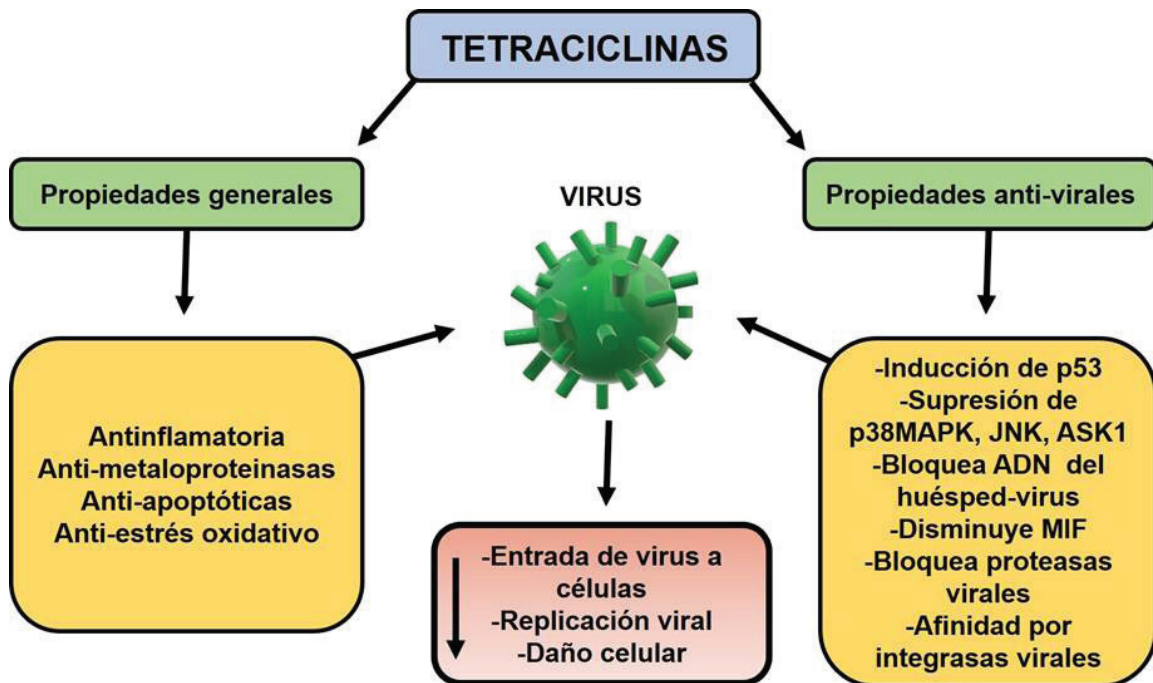 TETRACICLINAS
Propiedades generales
VIRUS
Propiedades anti-virales
Antinflamatoria
Anti-metaloproteinasas
Anti-apoptóticas
Anti-estrés oxidativo
-Entrada de virus a
células
-Replicación viral
-Daño celular
-Inducción de p53
-Supresión de
p38MAPK, JNK, ASK1
-Bloquea ADN del
huésped-virus
-Disminuye MIF
-Bloquea proteasas
virales
-Afinidad por
integrasas virales